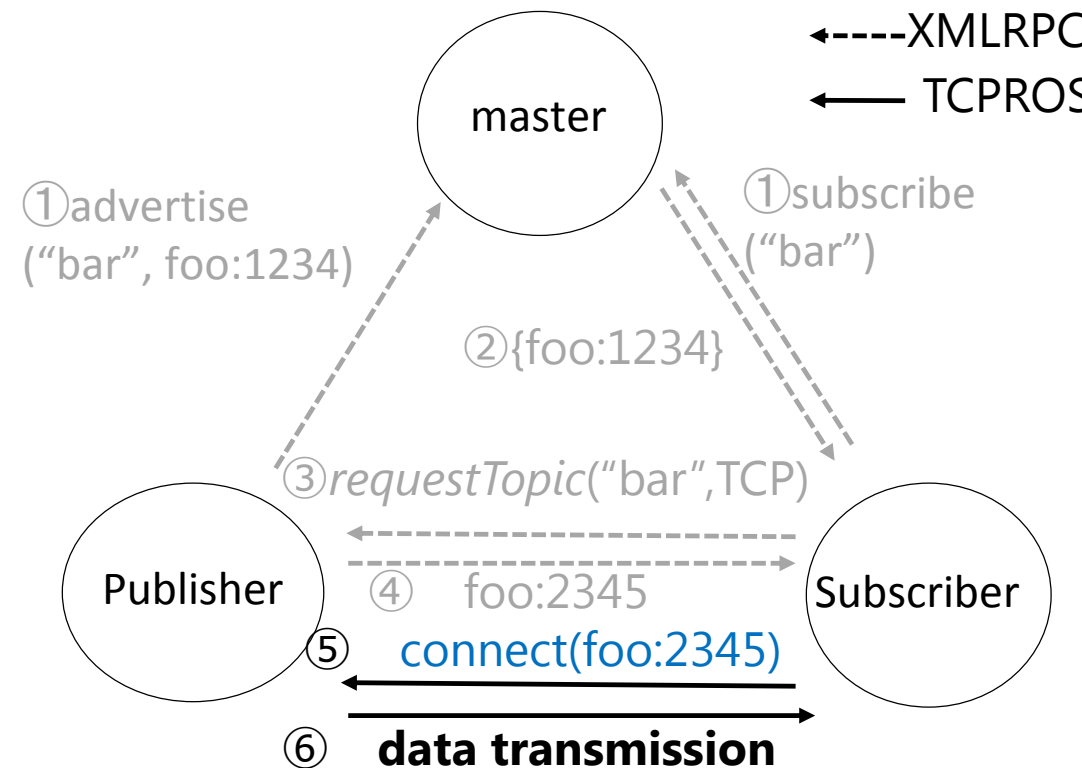 XMLRPC
TCPROS
master
①advertise
(“bar”, foo:1234)
①subscribe
(“bar”)
②{foo:1234}
③requestTopic(“bar”,TCP)
Publisher
④ foo:2345
Subscriber
⑤ connect(foo:2345)
⑥ data transmission